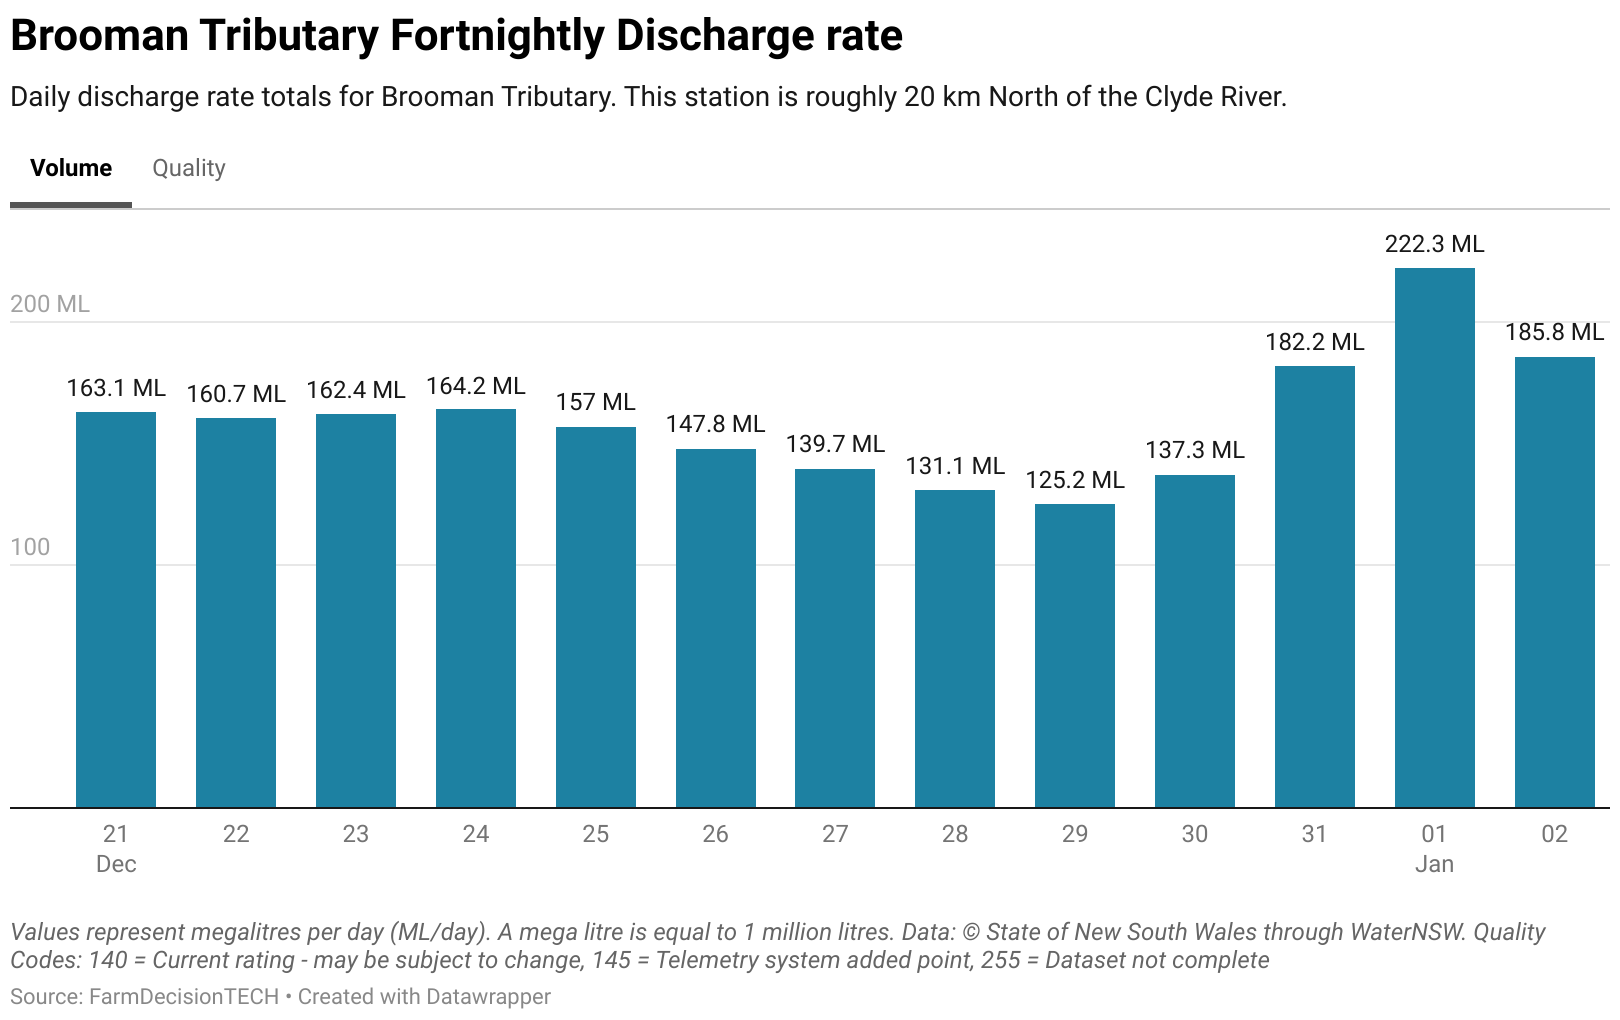 Brooman Tributary Fortnightly Discharge rate
Daily discharge rate totals for Brooman Tributary. This station is roughly 20 km North of the Clyde River.
Volume Quality
222.3 ML
200 ML
185.8 ML
182.2 ML
163.1 ML 160.7 ML 162.4 ML 164.2 ML
157 ML
147.8 ML
139.7 ML
137.3 ML
131.1 ML
125.2 ML
100
21 22 23 24 25 26 27 28 29 30 31 01 02
Dec Jan
Values represent megalitres per day (ML/day). A mega litre is equal to 1 million litres. Data: © State of New South Wales through WaterNSW. Quality
Codes: 140 = Current rating - may be subject to change, 145 = Telemetry system added point, 255 = Dataset not complete
Source: FarmDecisionTECH • Created with Datawrapper